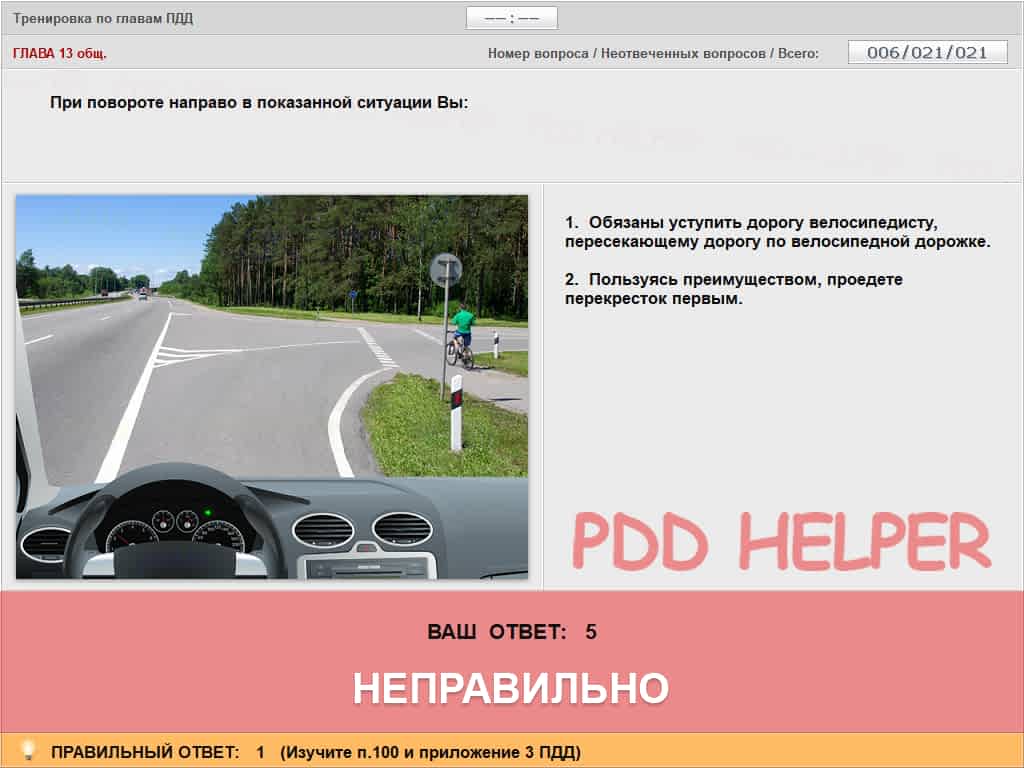 Тренировка по главам ПДД
—— : ——
ГЛАВА 13 общ.
Номер вопроса / Неотвеченных вопросов / Всего:
006/021/021
При повороте направо в показанной ситуации Вы:
1. Обязаны уступить дорогу велосипедисту,
пересекающему дорогу по велосипедной дорожке.
2. Пользуясь преимуществом, проедете
перекресток первым.
PDD HELPER
ВАШ ОТВЕТ: 5
НЕПРАВИЛЬНО
ПРАВИЛЬНЫЙ ОТВЕТ: 1 (Изучите п.100 и приложение 3 ПДД)